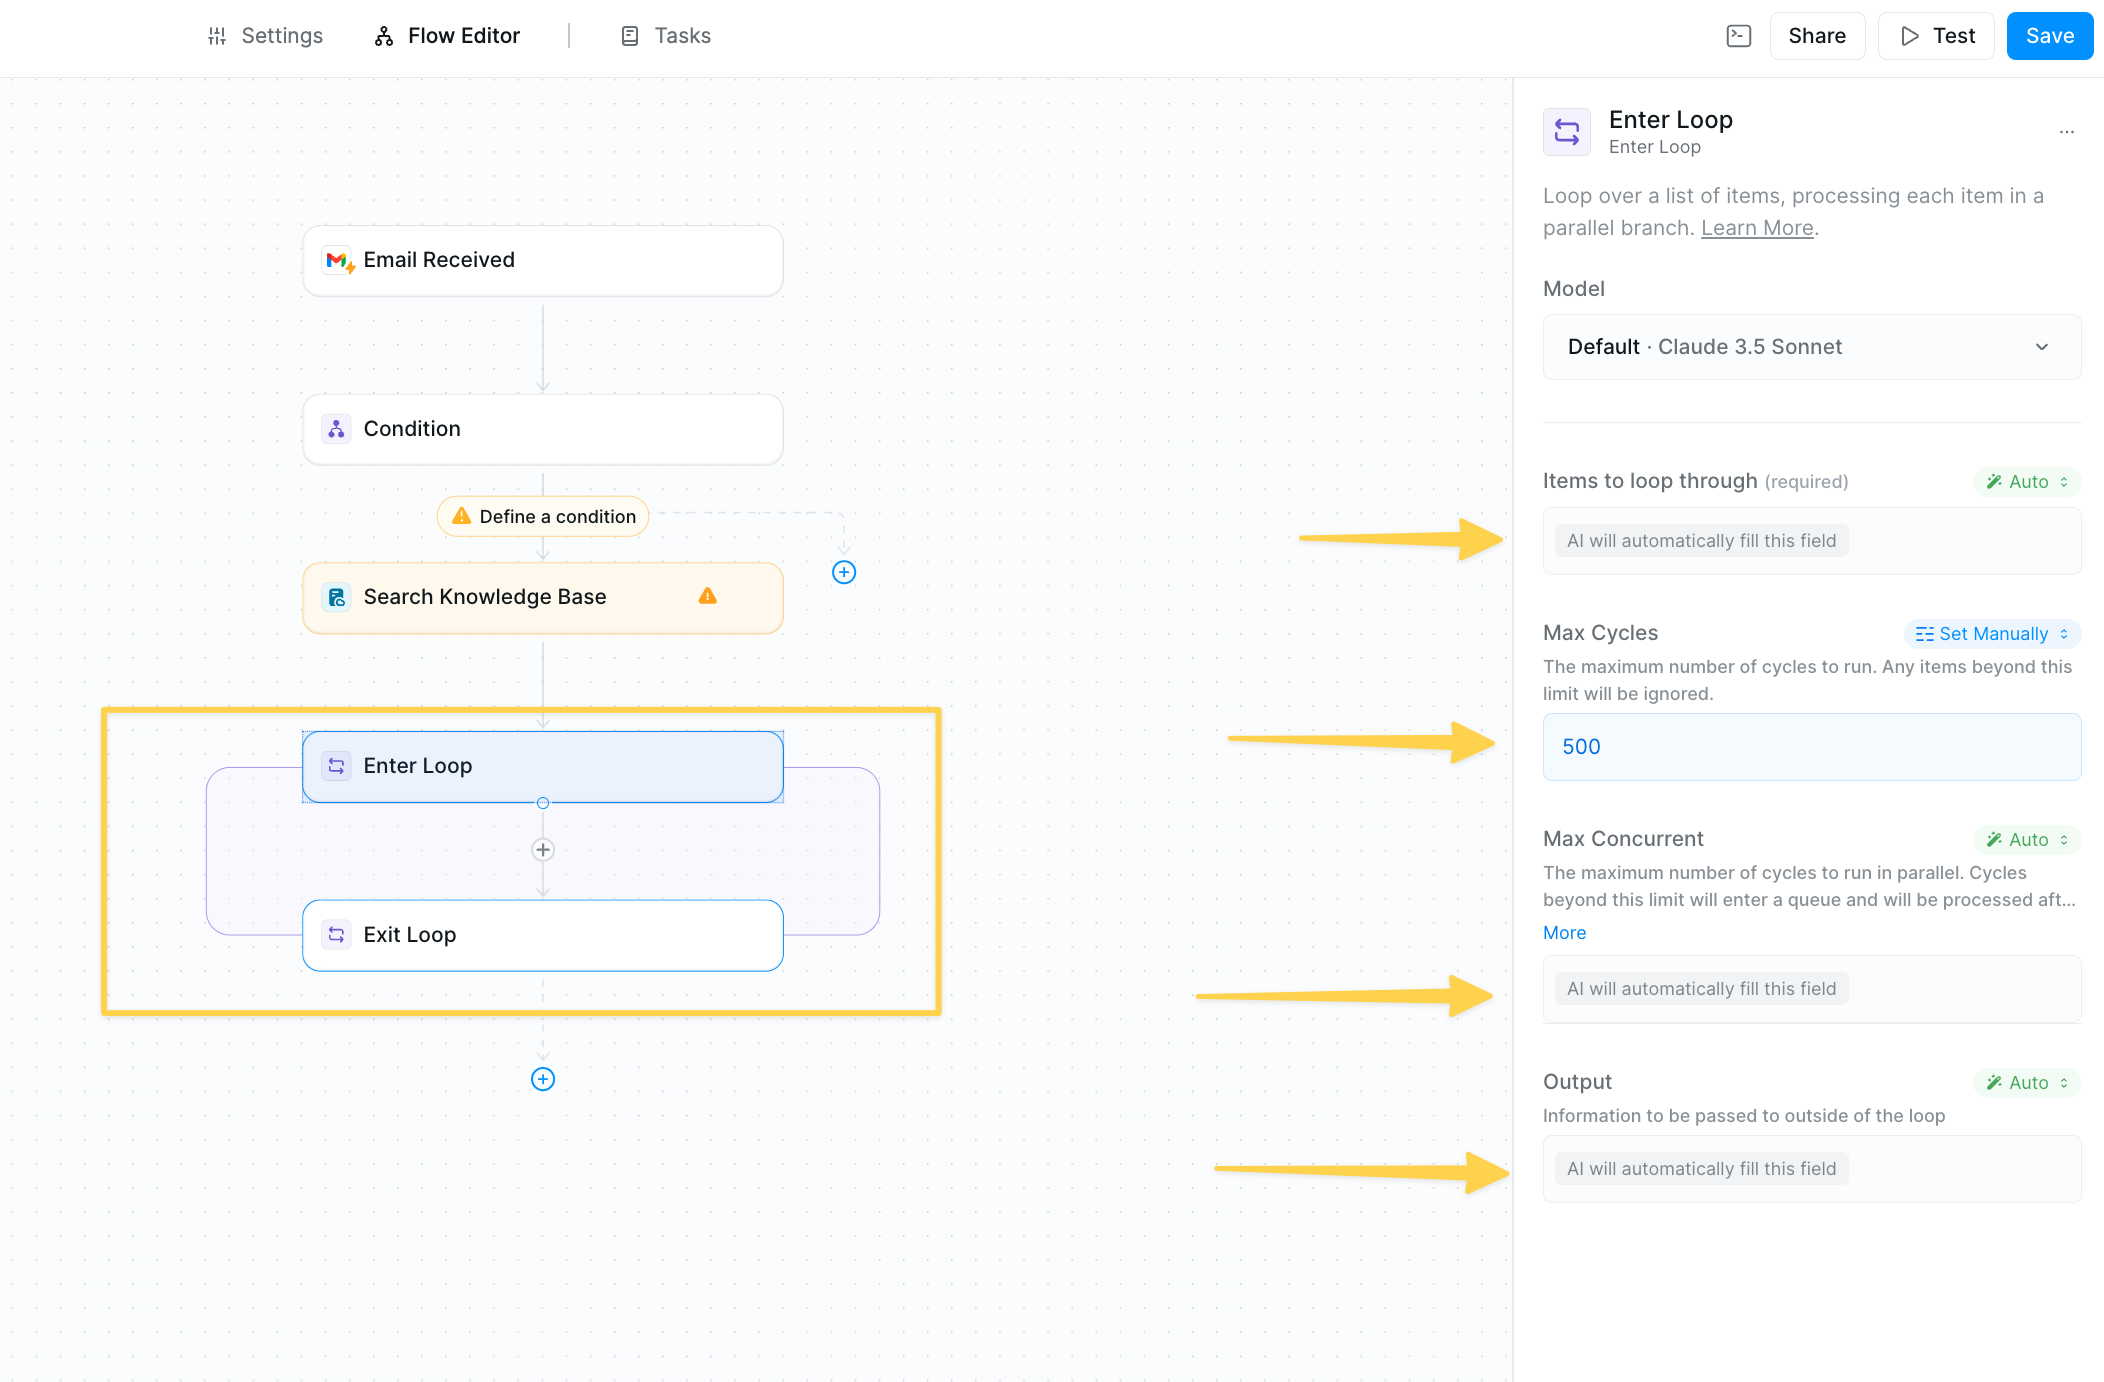 Settings
Flow Editor
Tasks
Share
Test
Save
Email Received
Condition
Define a condition
Search Knowledge Base
Enter Loop
Exit Loop
Enter Loop
Enter Loop
Loop over a list of items, processing each item in a
parallel branch. Learn More.
Model
Default · Claude 3.5 Sonnet
Items to loop through (required)
Auto
AI will automatically fill this field
Max Cycles
Set Manually
The maximum number of cycles to run. Any items beyond this
limit will be ignored.
500
Max Concurrent
Auto
The maximum number of cycles to run in parallel. Cycles
beyond this limit will enter a queue and will be processed aft...
More
AI will automatically fill this field
Output
Auto
Information to be passed to outside of the loop
AI will automatically fill this field